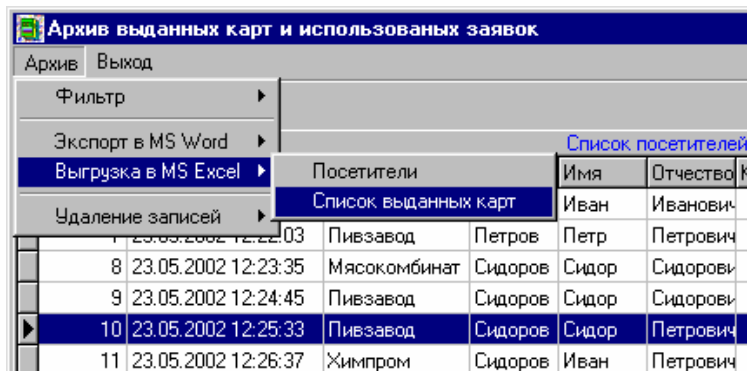 Архив выданных карт и использованых заявок
Архив Выход
Фильтр
Экспорт в MS Word
Список посетителей
Выгрузка в MS Excel
Посетители
Имя Отчество
Список выданных карт
Иван Иванович
Удаление записей
23.05.2002 12:22:03 Пивзавод Петров Петр Петрович
8 23.05.2002 12:23:35 Мясокомбинат Сидоров Сидор Сидорови
9 23.05.2002 12:24:45 Пивзавод Сидоров Сидор Сидорови
10 23.05.2002 12:25:33 Пивзавод Сидоров Сидор Петрович
11 23.05.2002 12:26:37 Химпром Сидоров Иван Петрович